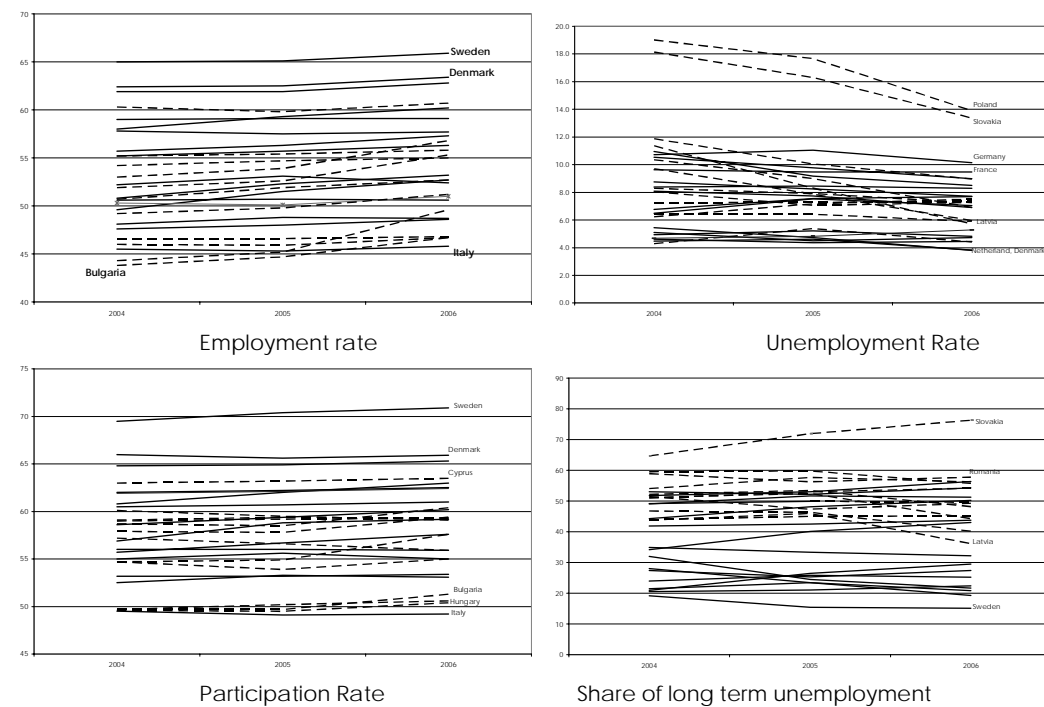 70
65
60
55
50
45
40
Sweden
Denmark
Italy
Bulgaria
2004 2005 2006
Employment rate
20.0
18.0
16.0
14.0
12.0
10.0
8.0
6.0
4.0
2.0
0.0
Poland
Slovakia
Germany
France
Latvia
Netherland, Denmark
2004 2005 2006
Unemployment Rate
75
70
65
60
55
50
45
Sweden
Denmark
Cyprus
Bulgaria
Hungary
Italy
2004 2005 2006
Participation Rate
90
80
70
60
50
40
30
20
10
0
Slovakia
Romania
Latvia
Sweden
2004 2005 2006
Share of long term unemployment